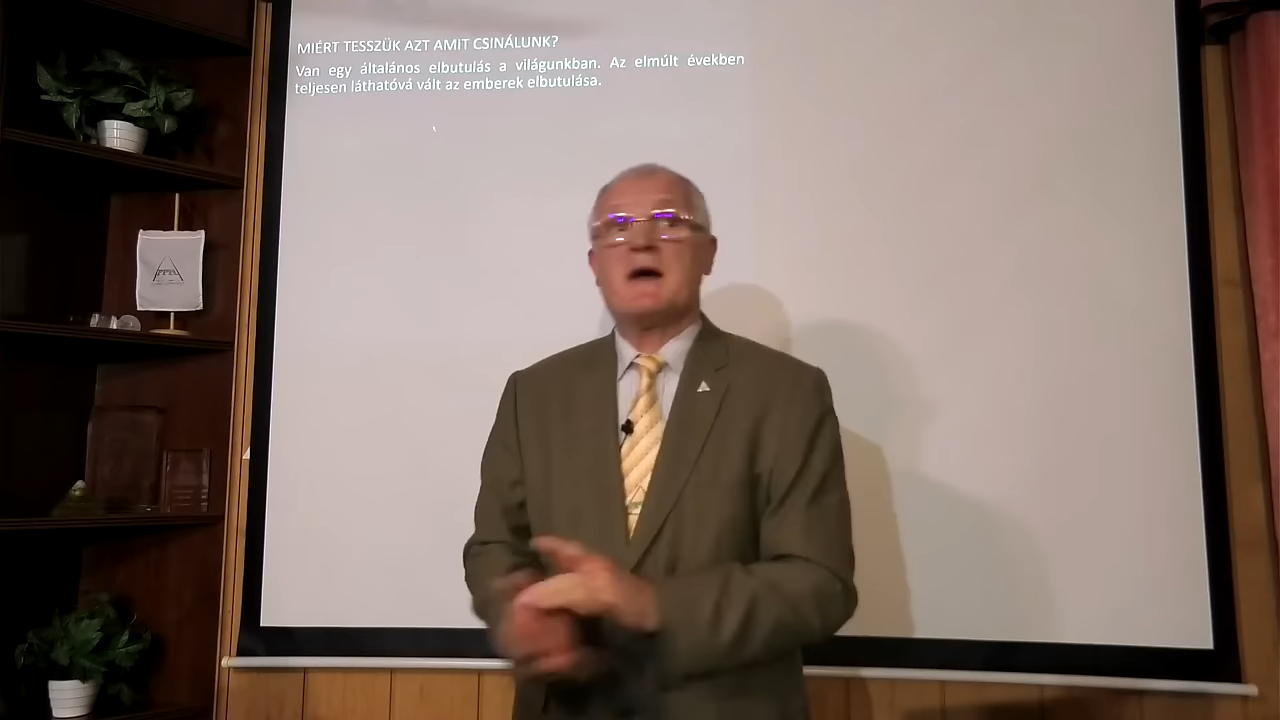 MIÉRT TESSZÜK AZT AMIT CSINÁLUNK?
Van egy általános elbutulás a világunkban. Az elmúlt években
teljesen láthatóvá vált az emberek elbutulása.